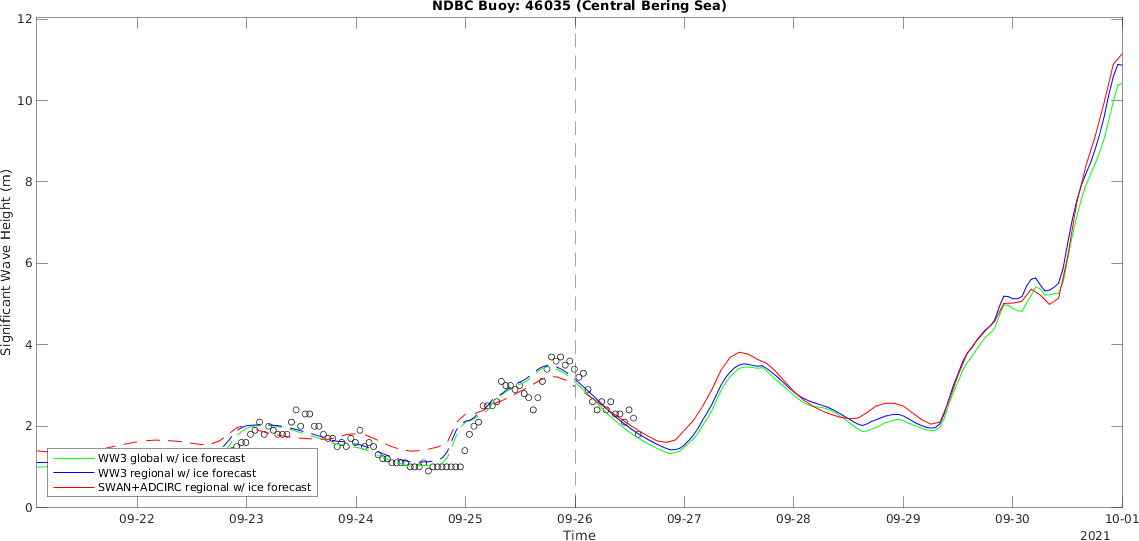 NDBC Buoy: 46035 (Central Bering Sea)
12
10
8
6
4
2
0
Significant Wave Height (m)
WW3 global w/ ice forecast
WW3 regional w/ ice forecast
SWAN+ADCIRC regional w/ ice forecast
09-22 09-23 09-24 09-25 09-26 09-27 09-28 09-29 09-30 10-01
Time
2021